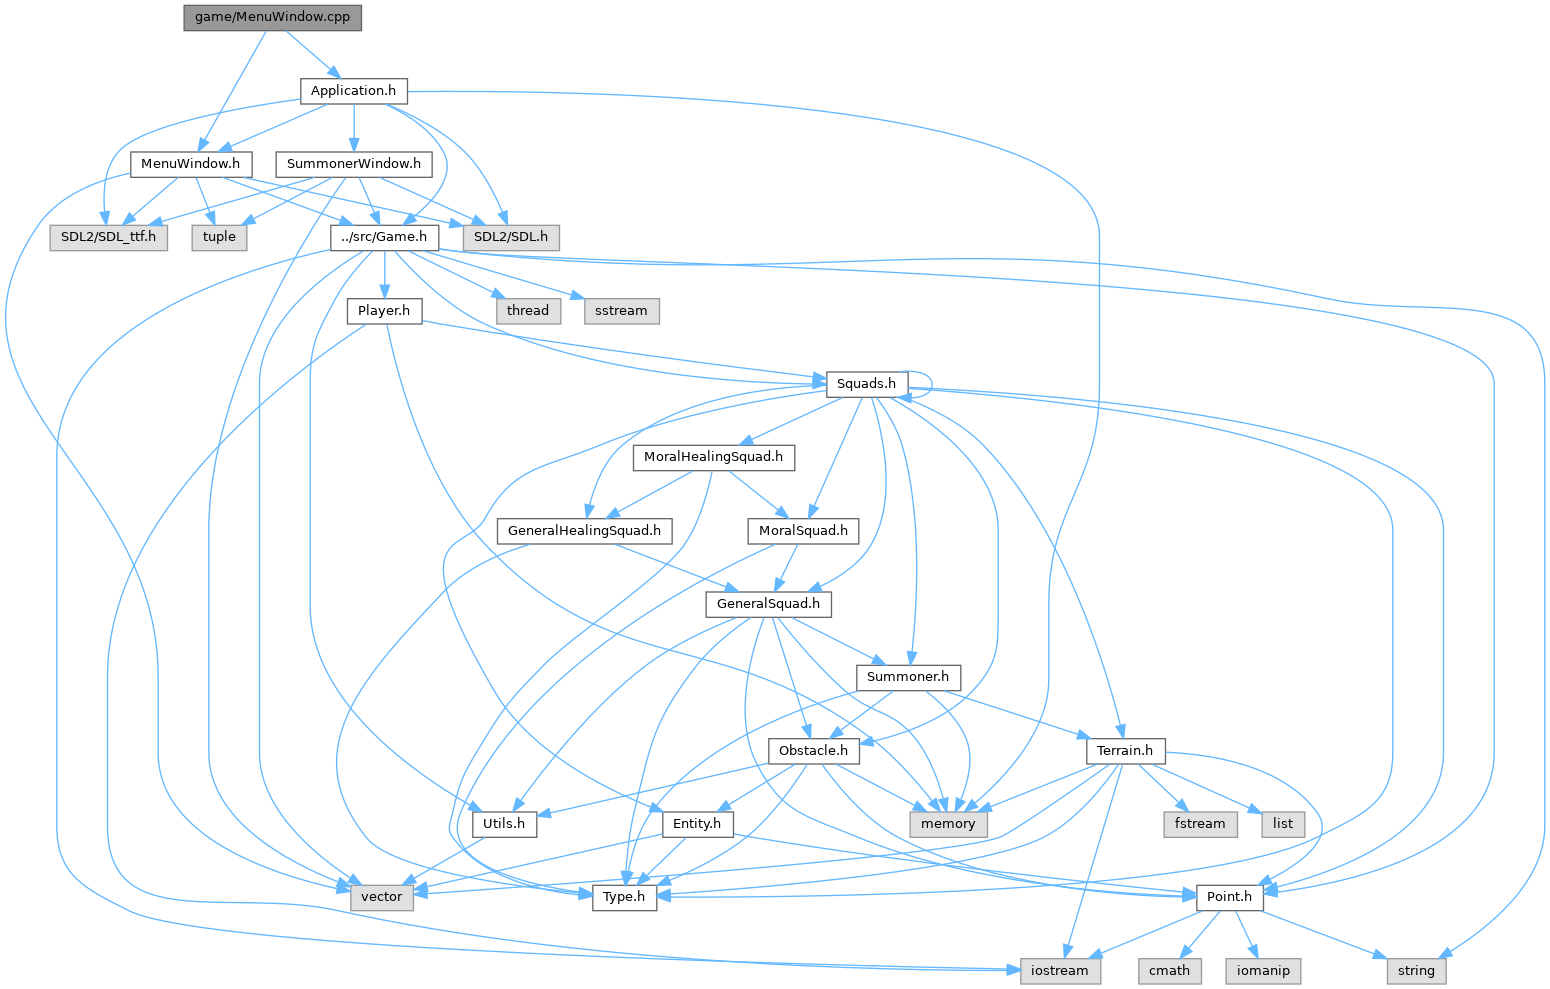 game/MenuWindow.cpp
Application.h
MenuWindow.h
SummonerWindow.h
SDL2/SDL_ttf.h
tuple
../src/Game.h
SDL2/SDL.h
Player.h
thread
sstream
Squads.h
MoralHealingSquad.h
GeneralHealingSquad.h
MoralSquad.h
GeneralSquad.h
Summoner.h
Obstacle.h
Terrain.h
Utils.h
Entity.h
memory
fstream
list
vector
Type.h
Point.h
iostream
cmath
iomanip
string